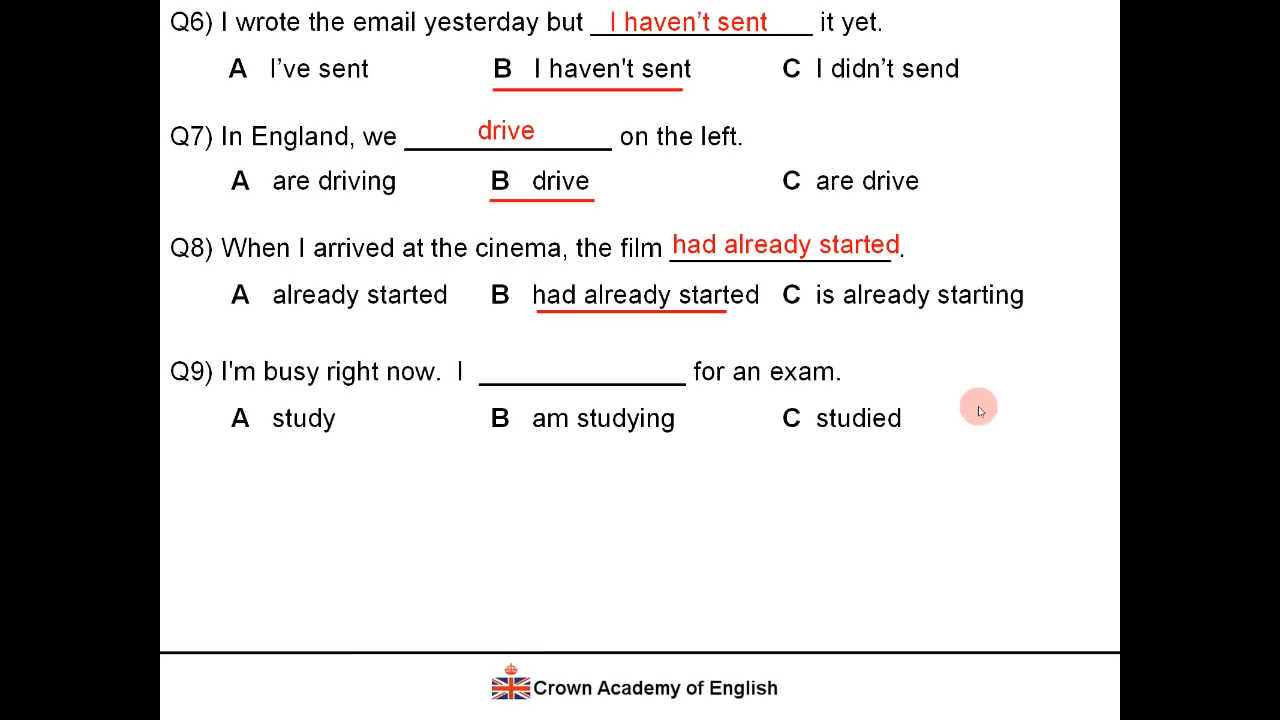 Q6) I wrote the email yesterday but I haven’t sent it yet.
A I’ve sent B I haven't sent C I didn’t send
Q7) In England, we drive on the left.
A are driving B drive C are drive
Q8) When I arrived at the cinema, the film had already started.
A already started B had already started C is already starting
Q9) I'm busy right now. I ____________ for an exam.
A study B am studying C studied
Crown Academy of English